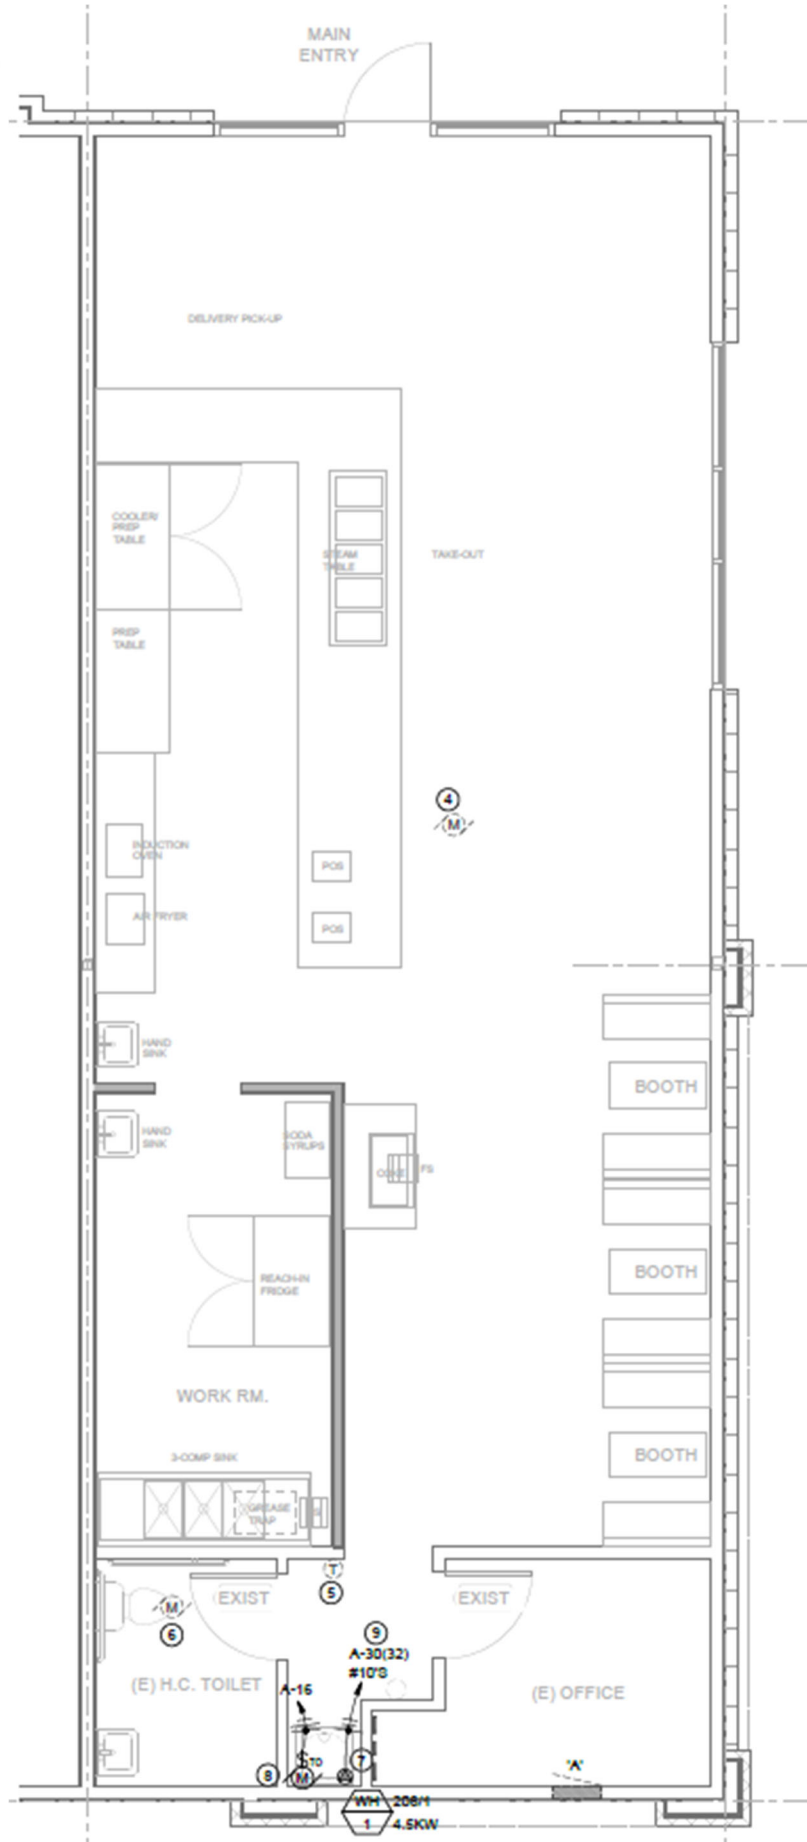 MAIN
ENTRY
DELIVERY PICK-UP
COOLER/
PREP
TABLE
STEAM
TABLE
TAKE-OUT
PREP
TABLE
4
M
INDUCTION
OVEN
POS
AIR FRYER
POS
HAND
SINK
BOOTH
HAND
SINK
SODA
SYRUPS
COKE
FS
BOOTH
REACH-IN
FRIDGE
WORK RM.
BOOTH
3-COMP SINK
GREASE
TRAP
T
5
EXIST
EXIST
M
6
9
A-30(32)
#10'S
(E) H.C. TOILET
A-16
(E) OFFICE
$TO
7
8
M
'A'
WH 208/1
1 4.5KW